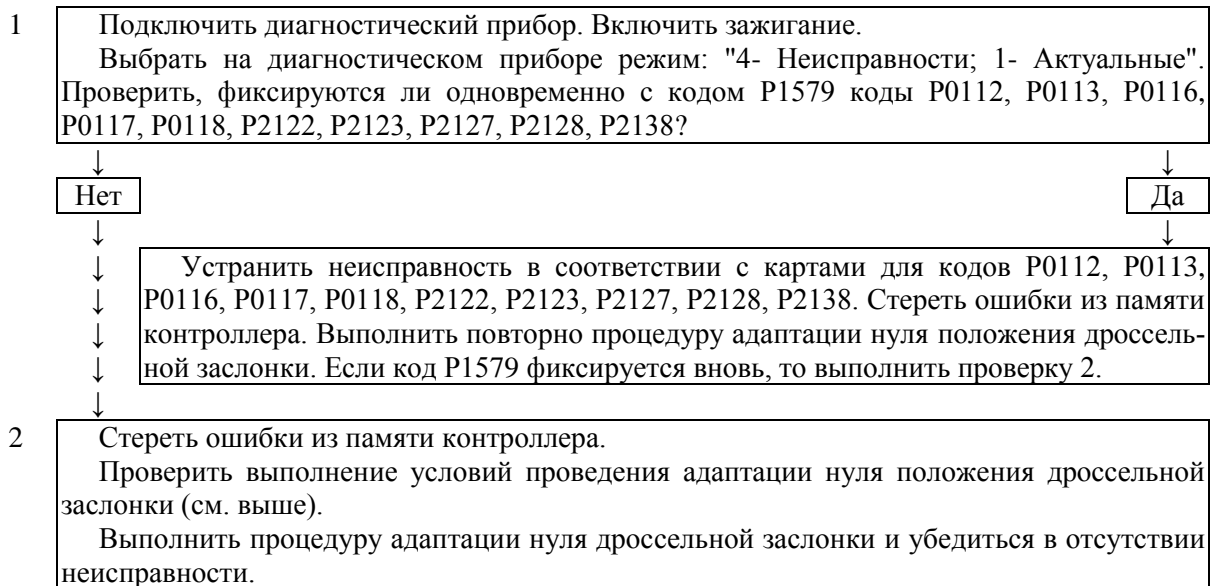 1 Подключить диагностический прибор. Включить зажигание.
Выбрать на диагностическом приборе режим: "4- Неисправности; 1- Актуальные".
Проверить, фиксируются ли одновременно с кодом P1579 коды P0112, P0113, P0116,
P0117, P0118, P2122, P2123, P2127, P2128, P2138?
↓ ↓
Нет Да
↓ ↓
↓ Устранить неисправность в соответствии с картами для кодов P0112, P0113,
↓ P0116, P0117, P0118, P2122, P2123, P2127, P2128, P2138. Стереть ошибки из памяти
↓ контроллера. Выполнить повторно процедуру адаптации нуля положения дроссель-
↓ ной заслонки. Если код P1579 фиксируется вновь, то выполнить проверку 2.
↓
2 Стереть ошибки из памяти контроллера.
Проверить выполнение условий проведения адаптации нуля положения дроссельной
заслонки (см. выше).
Выполнить процедуру адаптации нуля дроссельной заслонки и убедиться в отсутствии
неисправности.